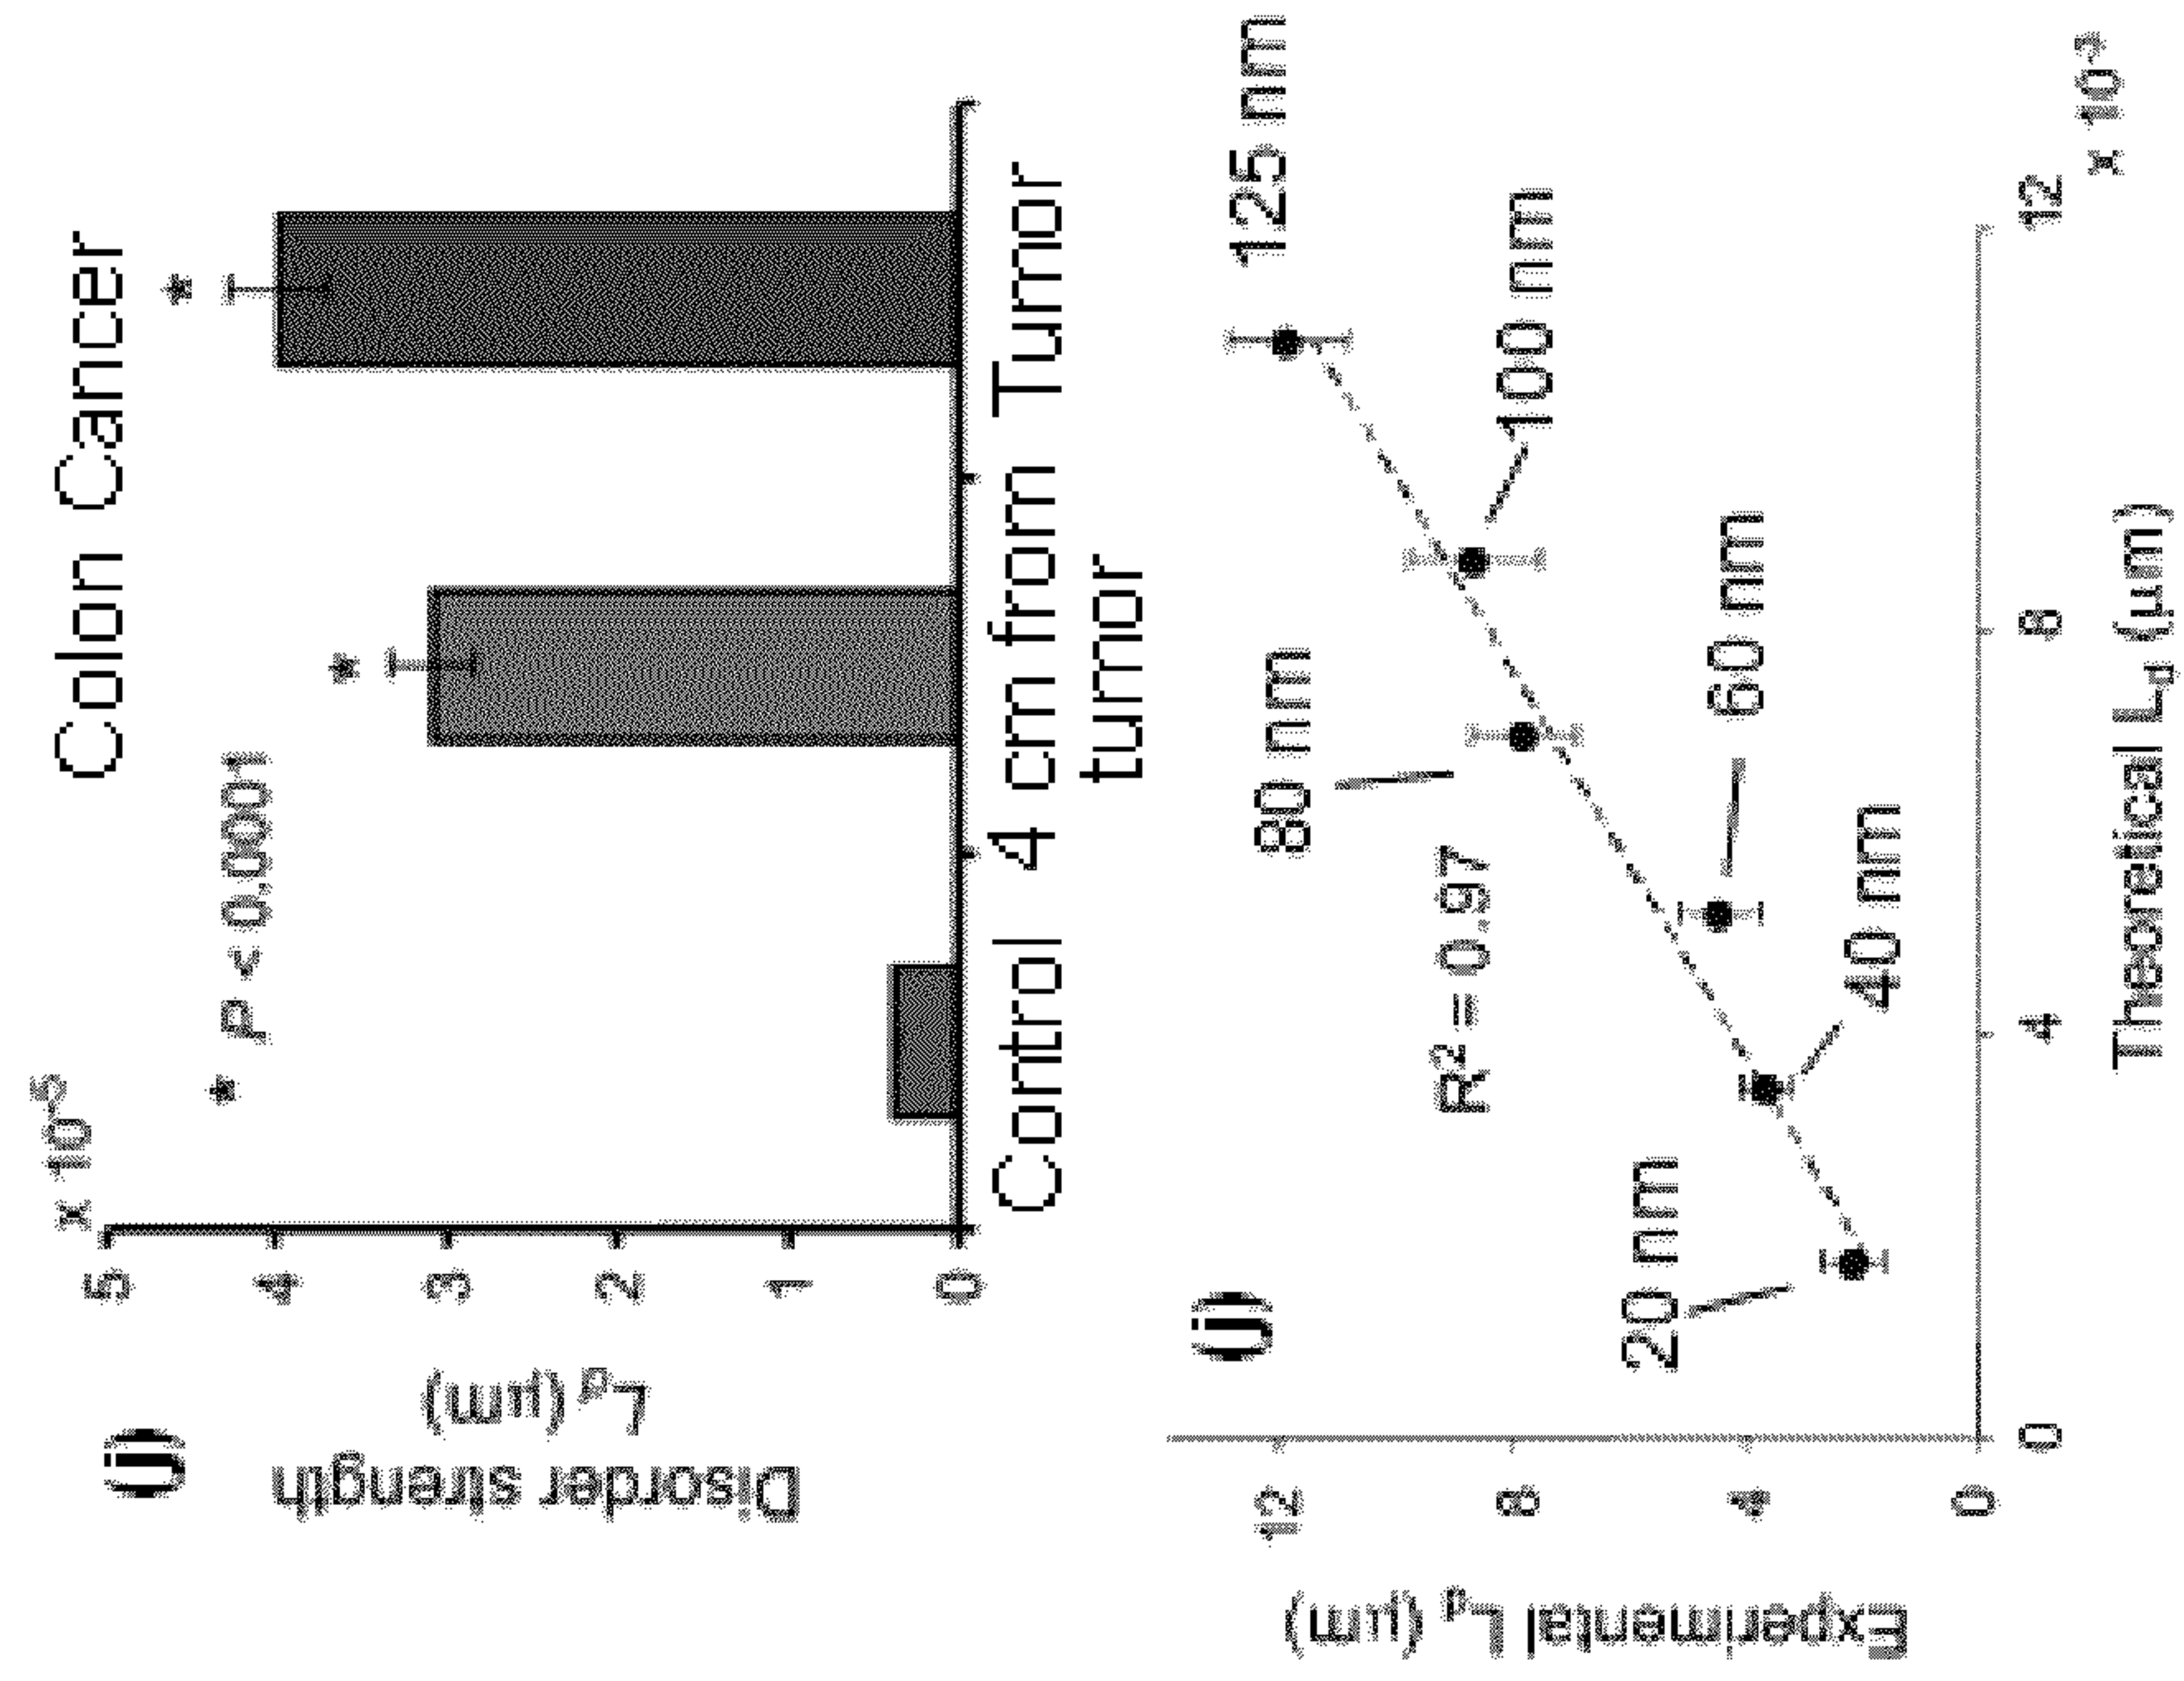 (i)
Colon Cancer
x 10⁻⁵
* P < 0.001
*
*
Disorder strength
L_d (μm)
5
4
3
2
1
0
Control
4 cm from
tumor
Tumor
(j)
Experimental L_d (μm)
12
8
4
0
125 nm
80 nm
R² = 0.97
100 nm
20 nm
60 nm
40 nm
0
4
8
12
x 10⁻³
Theoretical L_d (μm)